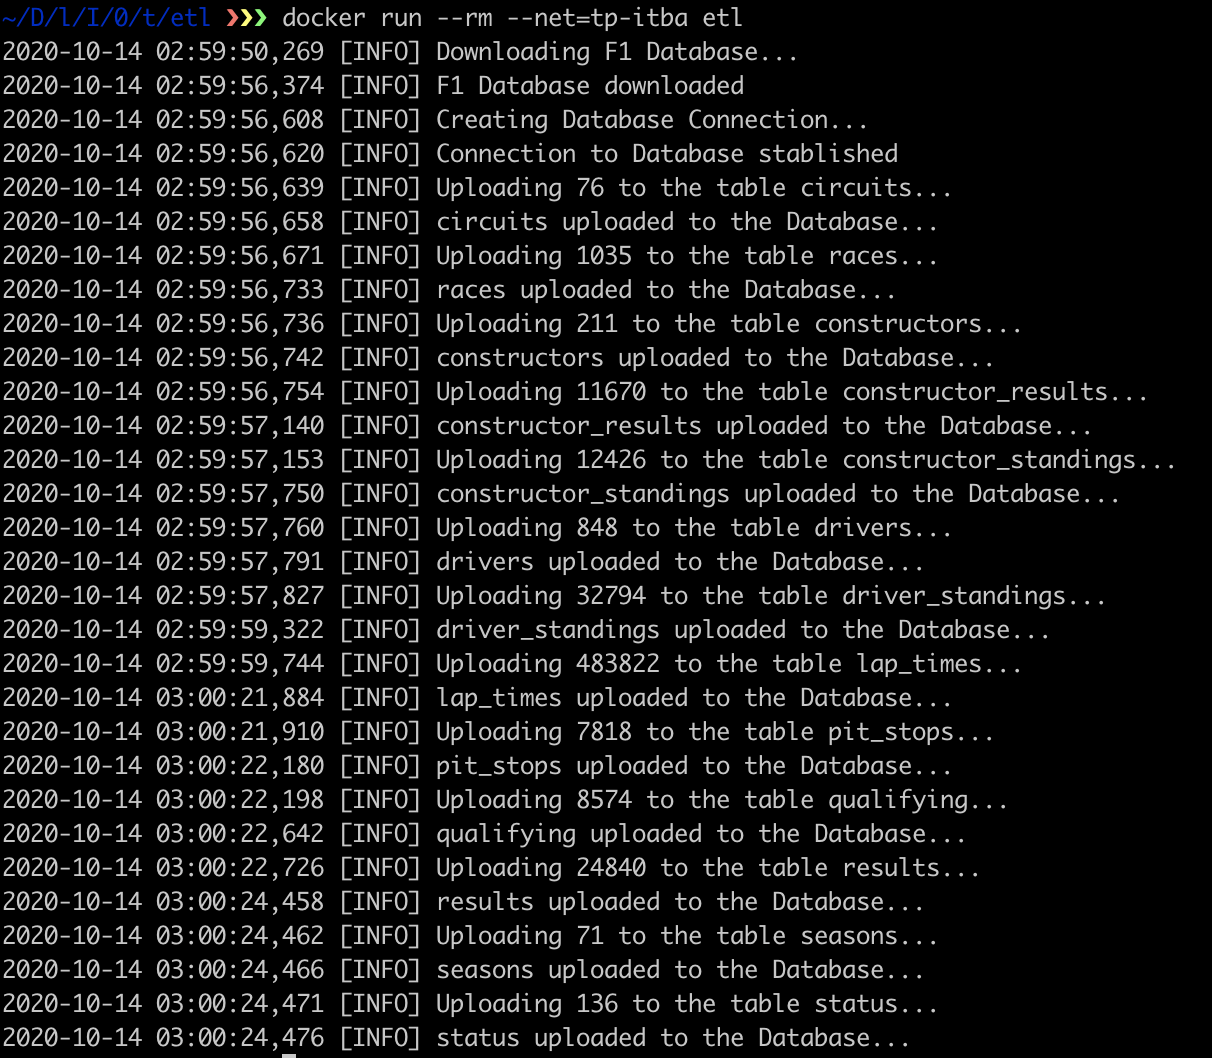 ~/D/l/I/0/t/etl ❯❯❯ docker run --rm --net=tp-itba etl
2020-10-14 02:59:50,269 [INFO] Downloading F1 Database...
2020-10-14 02:59:56,374 [INFO] F1 Database downloaded
2020-10-14 02:59:56,608 [INFO] Creating Database Connection...
2020-10-14 02:59:56,620 [INFO] Connection to Database stablished
2020-10-14 02:59:56,639 [INFO] Uploading 76 to the table circuits...
2020-10-14 02:59:56,658 [INFO] circuits uploaded to the Database...
2020-10-14 02:59:56,671 [INFO] Uploading 1035 to the table races...
2020-10-14 02:59:56,733 [INFO] races uploaded to the Database...
2020-10-14 02:59:56,736 [INFO] Uploading 211 to the table constructors...
2020-10-14 02:59:56,742 [INFO] constructors uploaded to the Database...
2020-10-14 02:59:56,754 [INFO] Uploading 11670 to the table constructor_results...
2020-10-14 02:59:57,140 [INFO] constructor_results uploaded to the Database...
2020-10-14 02:59:57,153 [INFO] Uploading 12426 to the table constructor_standings...
2020-10-14 02:59:57,750 [INFO] constructor_standings uploaded to the Database...
2020-10-14 02:59:57,760 [INFO] Uploading 848 to the table drivers...
2020-10-14 02:59:57,791 [INFO] drivers uploaded to the Database...
2020-10-14 02:59:57,827 [INFO] Uploading 32794 to the table driver_standings...
2020-10-14 02:59:59,322 [INFO] driver_standings uploaded to the Database...
2020-10-14 02:59:59,744 [INFO] Uploading 483822 to the table lap_times...
2020-10-14 03:00:21,884 [INFO] lap_times uploaded to the Database...
2020-10-14 03:00:21,910 [INFO] Uploading 7818 to the table pit_stops...
2020-10-14 03:00:22,180 [INFO] pit_stops uploaded to the Database...
2020-10-14 03:00:22,198 [INFO] Uploading 8574 to the table qualifying...
2020-10-14 03:00:22,642 [INFO] qualifying uploaded to the Database...
2020-10-14 03:00:22,726 [INFO] Uploading 24840 to the table results...
2020-10-14 03:00:24,458 [INFO] results uploaded to the Database...
2020-10-14 03:00:24,462 [INFO] Uploading 71 to the table seasons...
2020-10-14 03:00:24,466 [INFO] seasons uploaded to the Database...
2020-10-14 03:00:24,471 [INFO] Uploading 136 to the table status...
2020-10-14 03:00:24,476 [INFO] status uploaded to the Database...